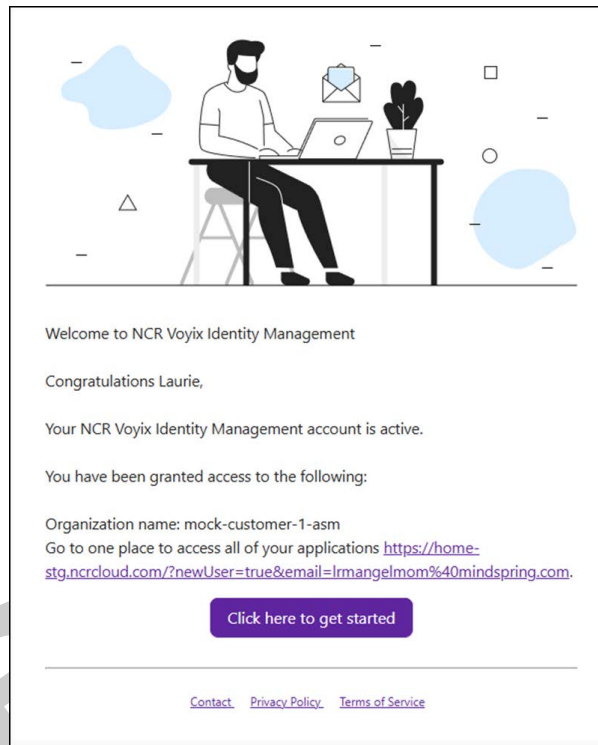 Welcome to NCR Voyix Identity Management
Congratulations Laurie,
Your NCR Voyix Identity Management account is active.
You have been granted access to the following:
Organization name: mock-customer-1-asm
Go to one place to access all of your applications https://home-
stg.ncrcloud.com/?newUser=true&email=lrmangelmom%40mindspring.com.
Click here to get started
Contact Privacy Policy Terms of Service